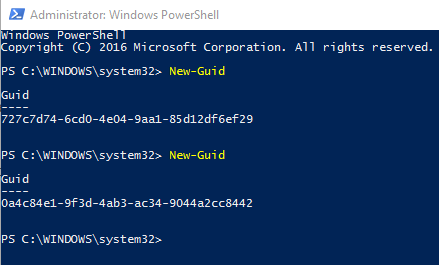 Administrator: Windows PowerShell
Windows PowerShell
Copyright (C) 2016 Microsoft Corporation. All rights reserved.
PS C:\WINDOWS\system32> New-Guid
Guid
----
727c7d74-6cd0-4e04-9aa1-85d12df6ef29
PS C:\WINDOWS\system32> New-Guid
Guid
----
0a4c84e1-9f3d-4ab3-ac34-9044a2cc8442
PS C:\WINDOWS\system32>